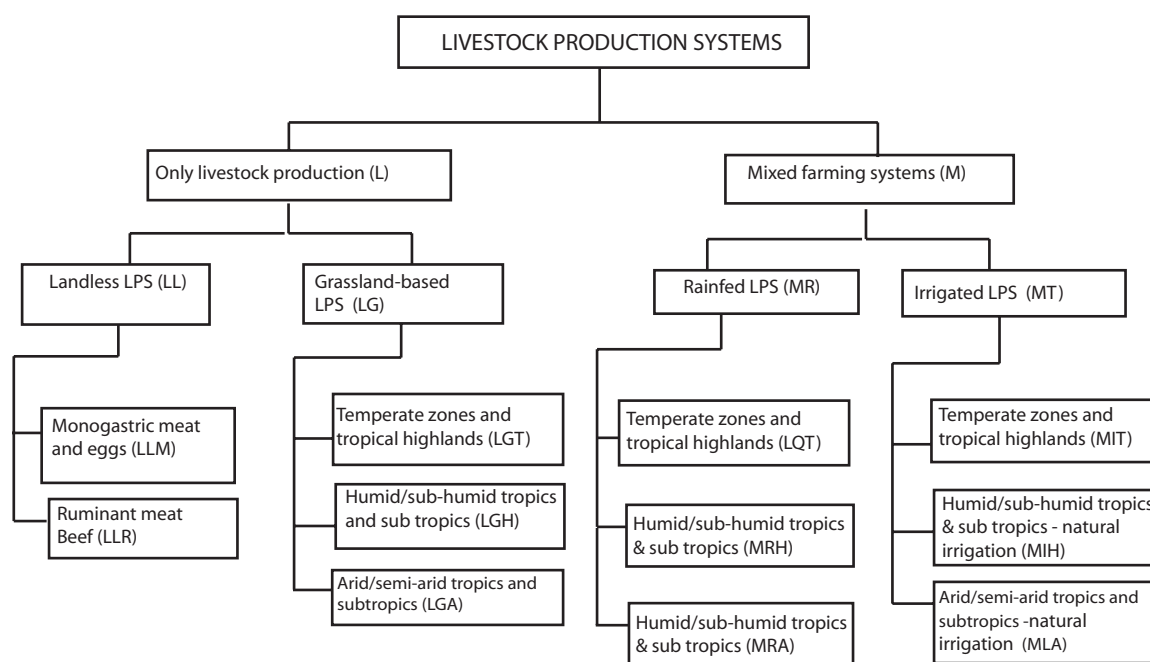 LIVESTOCK PRODUCTION SYSTEMS
Only livestock production (L)
Mixed farming systems (M)
Landless LPS (LL)
Grassland-based
LPS (LG)
Rainfed LPS (MR)
Irrigated LPS (MT)
Monogastric meat
and eggs (LLM)
Ruminant meat
Beef (LLR)
Temperate zones and
tropical highlands (LGT)
Humid/sub-humid tropics
and sub tropics (LGH)
Arid/semi-arid tropics and
subtropics (LGA)
Temperate zones and
tropical highlands (LQT)
Humid/sub-humid tropics
& sub tropics (MRH)
Humid/sub-humid tropics
& sub tropics (MRA)
Temperate zones and
tropical highlands (MIT)
Humid/sub-humid tropics
& sub tropics - natural
irrigation (MIH)
Arid/semi-arid tropics and
subtropics -natural
irrigation (MLA)